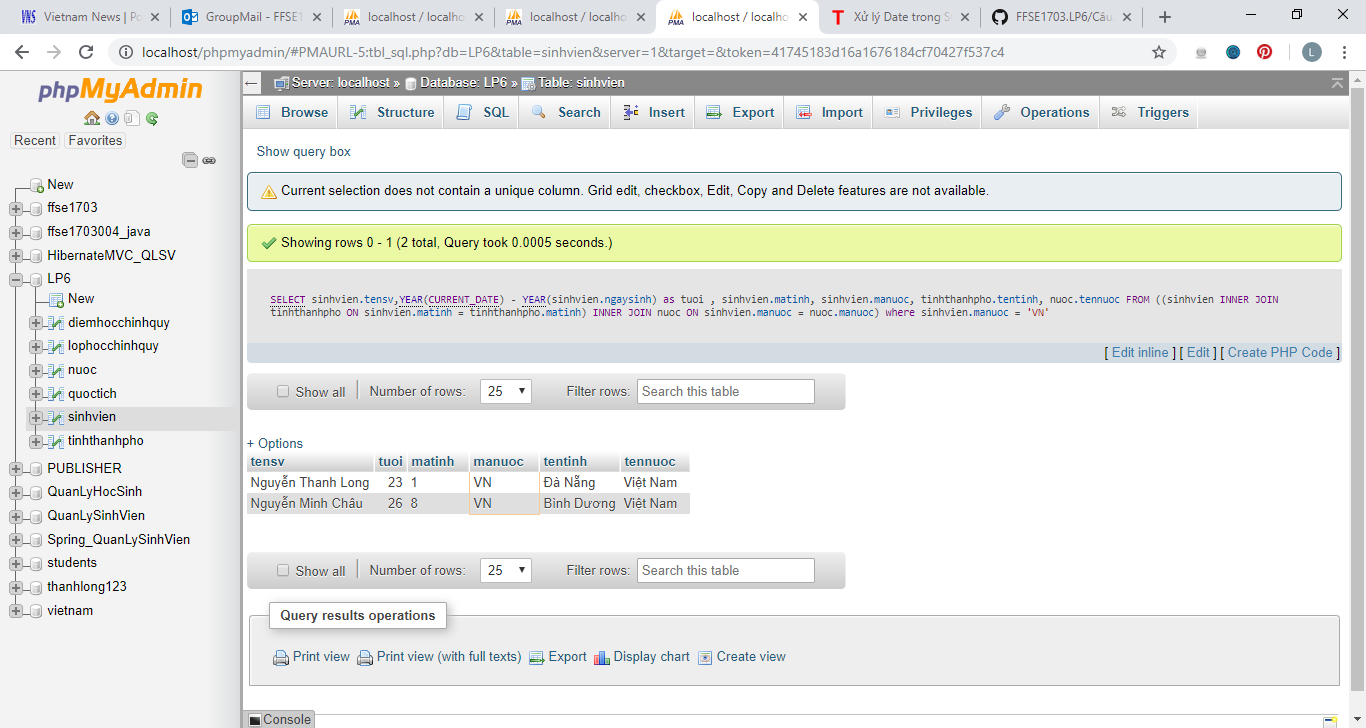 Vietnam News | Po
GroupMail - FFSE1
localhost / localho
localhost / localho
localhost / localho
Xử lý Date trong S
FFSE1703.LP6/Câu
localhost/phpmyadmin/#PMAURL-5:tbl_sql.php?db=LP6&table=sinhvien&server=1&target=&token=41745183d16a1676184cf70427f537c4
L
phpMyAdmin
Recent
Favorites
New
ffse1703
ffse1703004_java
HibernateMVC_QLSV
LP6
New
diemhocchinhquy
lophocchinhquy
nuoc
quoctich
sinhvien
tinhthanhpho
PUBLISHER
QuanLyHocSinh
QuanLySinhVien
Spring_QuanLySinhVien
students
thanhlong123
vietnam
Server: localhost » Database: LP6 » Table: sinhvien
Browse Structure SQL Search Insert Export Import Privileges Operations Triggers
Show query box
Current selection does not contain a unique column. Grid edit, checkbox, Edit, Copy and Delete features are not available.
Showing rows 0 - 1 (2 total, Query took 0.0005 seconds.)
SELECT sinhvien.tensv,YEAR(CURRENT_DATE) - YEAR(sinhvien.ngaysinh) as tuoi , sinhvien.matinh, sinhvien.manuoc, tinhthanhpho.tentinh, nuoc.tennuoc FROM ((sinhvien INNER JOIN
tinhthanhpho ON sinhvien.matinh = tinhthanhpho.matinh) INNER JOIN nuoc ON sinhvien.manuoc = nuoc.manuoc) where sinhvien.manuoc = 'VN'
[ Edit inline ] [ Edit ] [ Create PHP Code ]
Show all Number of rows: 25 Filter rows: Search this table
+ Options
tensv tuoi matinh manuoc tentinh tennuoc
Nguyễn Thanh Long 23 1 VN Đà Nẵng Việt Nam
Nguyễn Minh Châu 26 8 VN Bình Dương Việt Nam
Show all Number of rows: 25 Filter rows: Search this table
Query results operations
Print view Print view (with full texts) Export Display chart Create view
Console